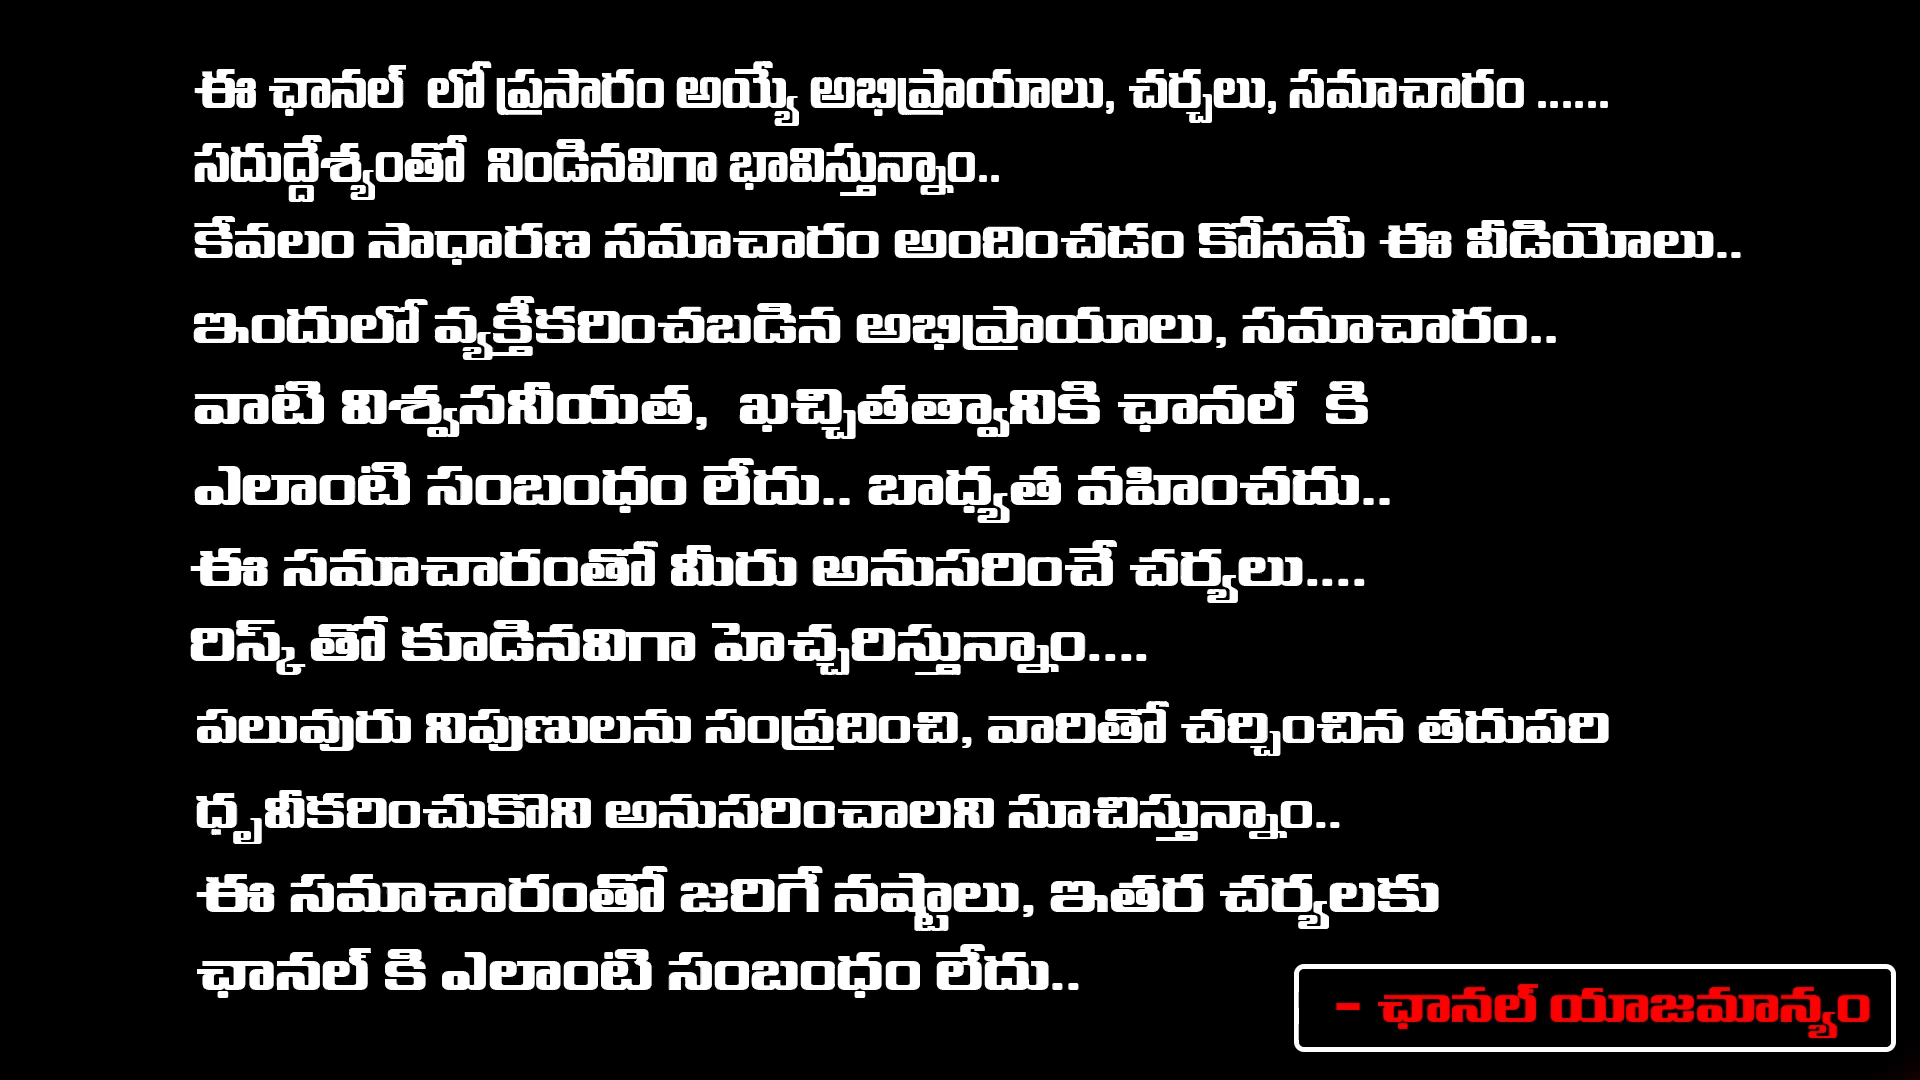 ఈ ఛానల్ లో ప్రసారం అయ్యే అభిప్రాయాలు, చర్చలు, సమాచారం ......
సదుద్దేశ్యంతో నిండినవిగా భావిస్తున్నాం..
కేవలం సాధారణ సమాచారం అందించడం కోసమే ఈ వీడియోలు..
ఇందులో వ్యక్తీకరించబడిన అభిప్రాయాలు, సమాచారం..
వాటి విశ్వసనీయత, ఖచ్చితత్వానికి ఛానల్ కి
ఎలాంటి సంబంధం లేదు.. బాధ్యత వహించదు..
ఈ సమాచారంతో మీరు అనుసరించే చర్యలు....
రిస్క్ తో కూడినవిగా హెచ్చరిస్తున్నాం....
పలువురు నిపుణులను సంప్రదించి, వారితో చర్చించిన తదుపరి
ధృవీకరించుకొని అనుసరించాలని సూచిస్తున్నాం..
ఈ సమాచారంతో జరిగే నష్టాలు, ఇతర చర్యలకు
ఛానల్ కి ఎలాంటి సంబంధం లేదు..
- ఛానల్ యాజమాన్యం